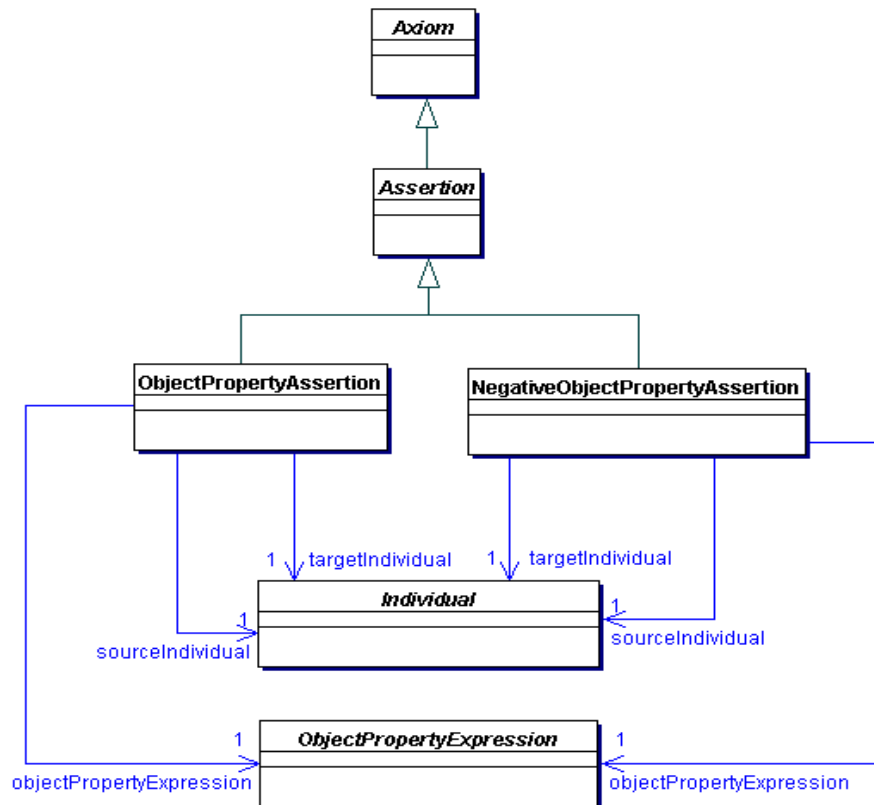 Axiom
Assertion
ObjectPropertyAssertion
NegativeObjectPropertyAssertion
1 targetIndividual
1 targetIndividual
Individual
1
sourceIndividual
1
sourceIndividual
ObjectPropertyExpression
1
objectPropertyExpression
1
objectPropertyExpression